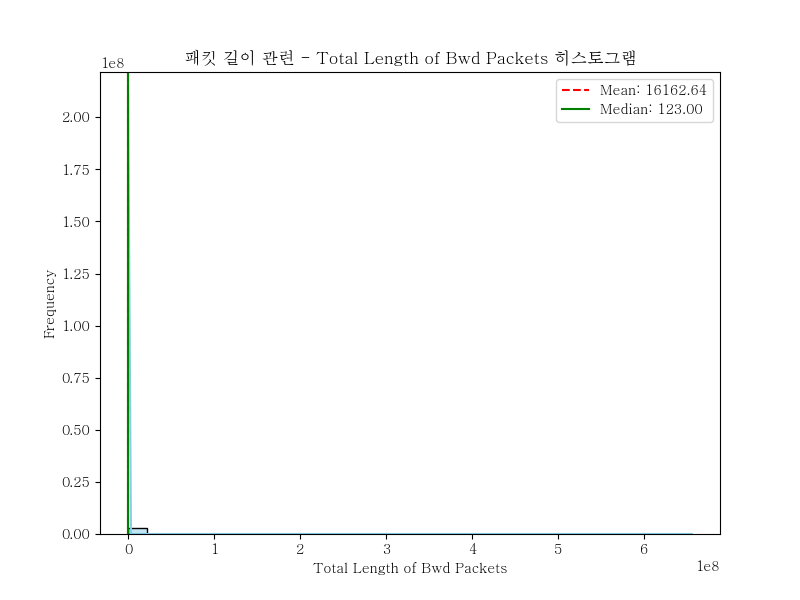 패킷 길이 관련 - Total Length of Bwd Packets 히스토그램
1e8
Mean: 16162.64
Median: 123.00
2.00
1.75
1.50
1.25
1.00
0.75
0.50
0.25
0.00
Frequency
0 1 2 3 4 5 6
1e8
Total Length of Bwd Packets